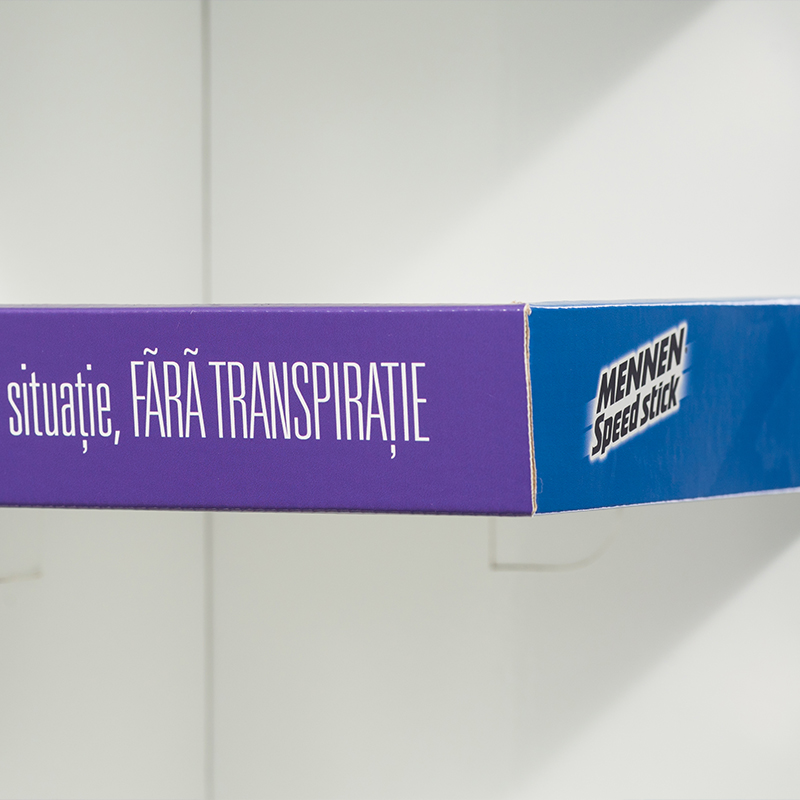 situație, FÃRÃ TRANSPIRAȚIE
MENNEN
Speed stick